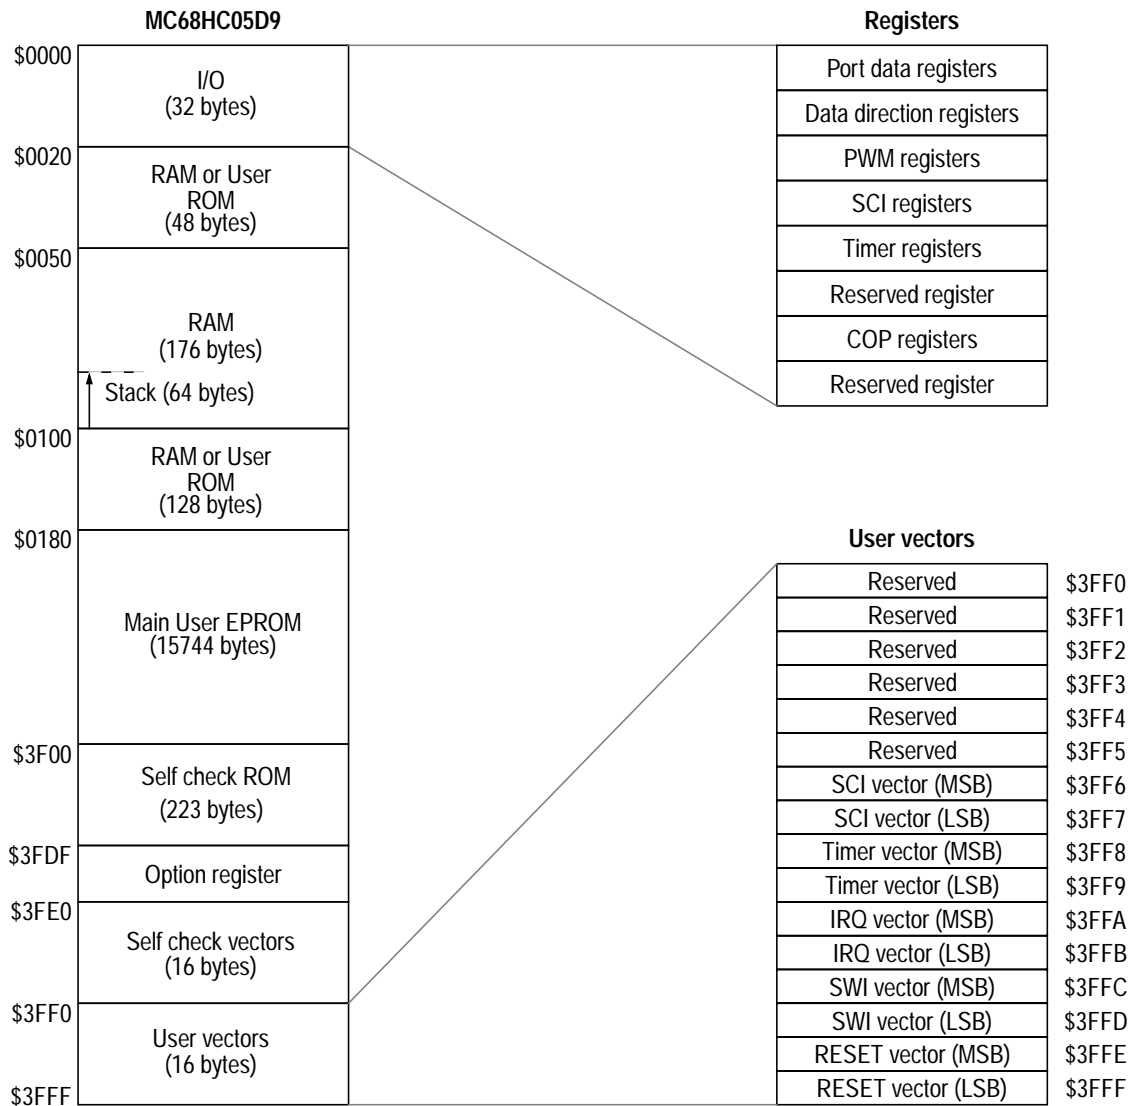 MC68HC05D9
$0000
I/O
(32 bytes)
$0020
RAM or User
ROM
(48 bytes)
$0050
RAM
(176 bytes)
Stack (64 bytes)
$0100
RAM or User
ROM
(128 bytes)
$0180
Main User EPROM
(15744 bytes)
$3F00
Self check ROM
(223 bytes)
$3FDF
Option register
$3FE0
Self check vectors
(16 bytes)
$3FF0
User vectors
(16 bytes)
$3FFF
Registers
Port data registers
Data direction registers
PWM registers
SCI registers
Timer registers
Reserved register
COP registers
Reserved register
User vectors
Reserved $3FF0
Reserved $3FF1
Reserved $3FF2
Reserved $3FF3
Reserved $3FF4
Reserved $3FF5
SCI vector (MSB) $3FF6
SCI vector (LSB) $3FF7
Timer vector (MSB) $3FF8
Timer vector (LSB) $3FF9
IRQ vector (MSB) $3FFA
IRQ vector (LSB) $3FFB
SWI vector (MSB) $3FFC
SWI vector (LSB) $3FFD
RESET vector (MSB) $3FFE
RESET vector (LSB) $3FFF